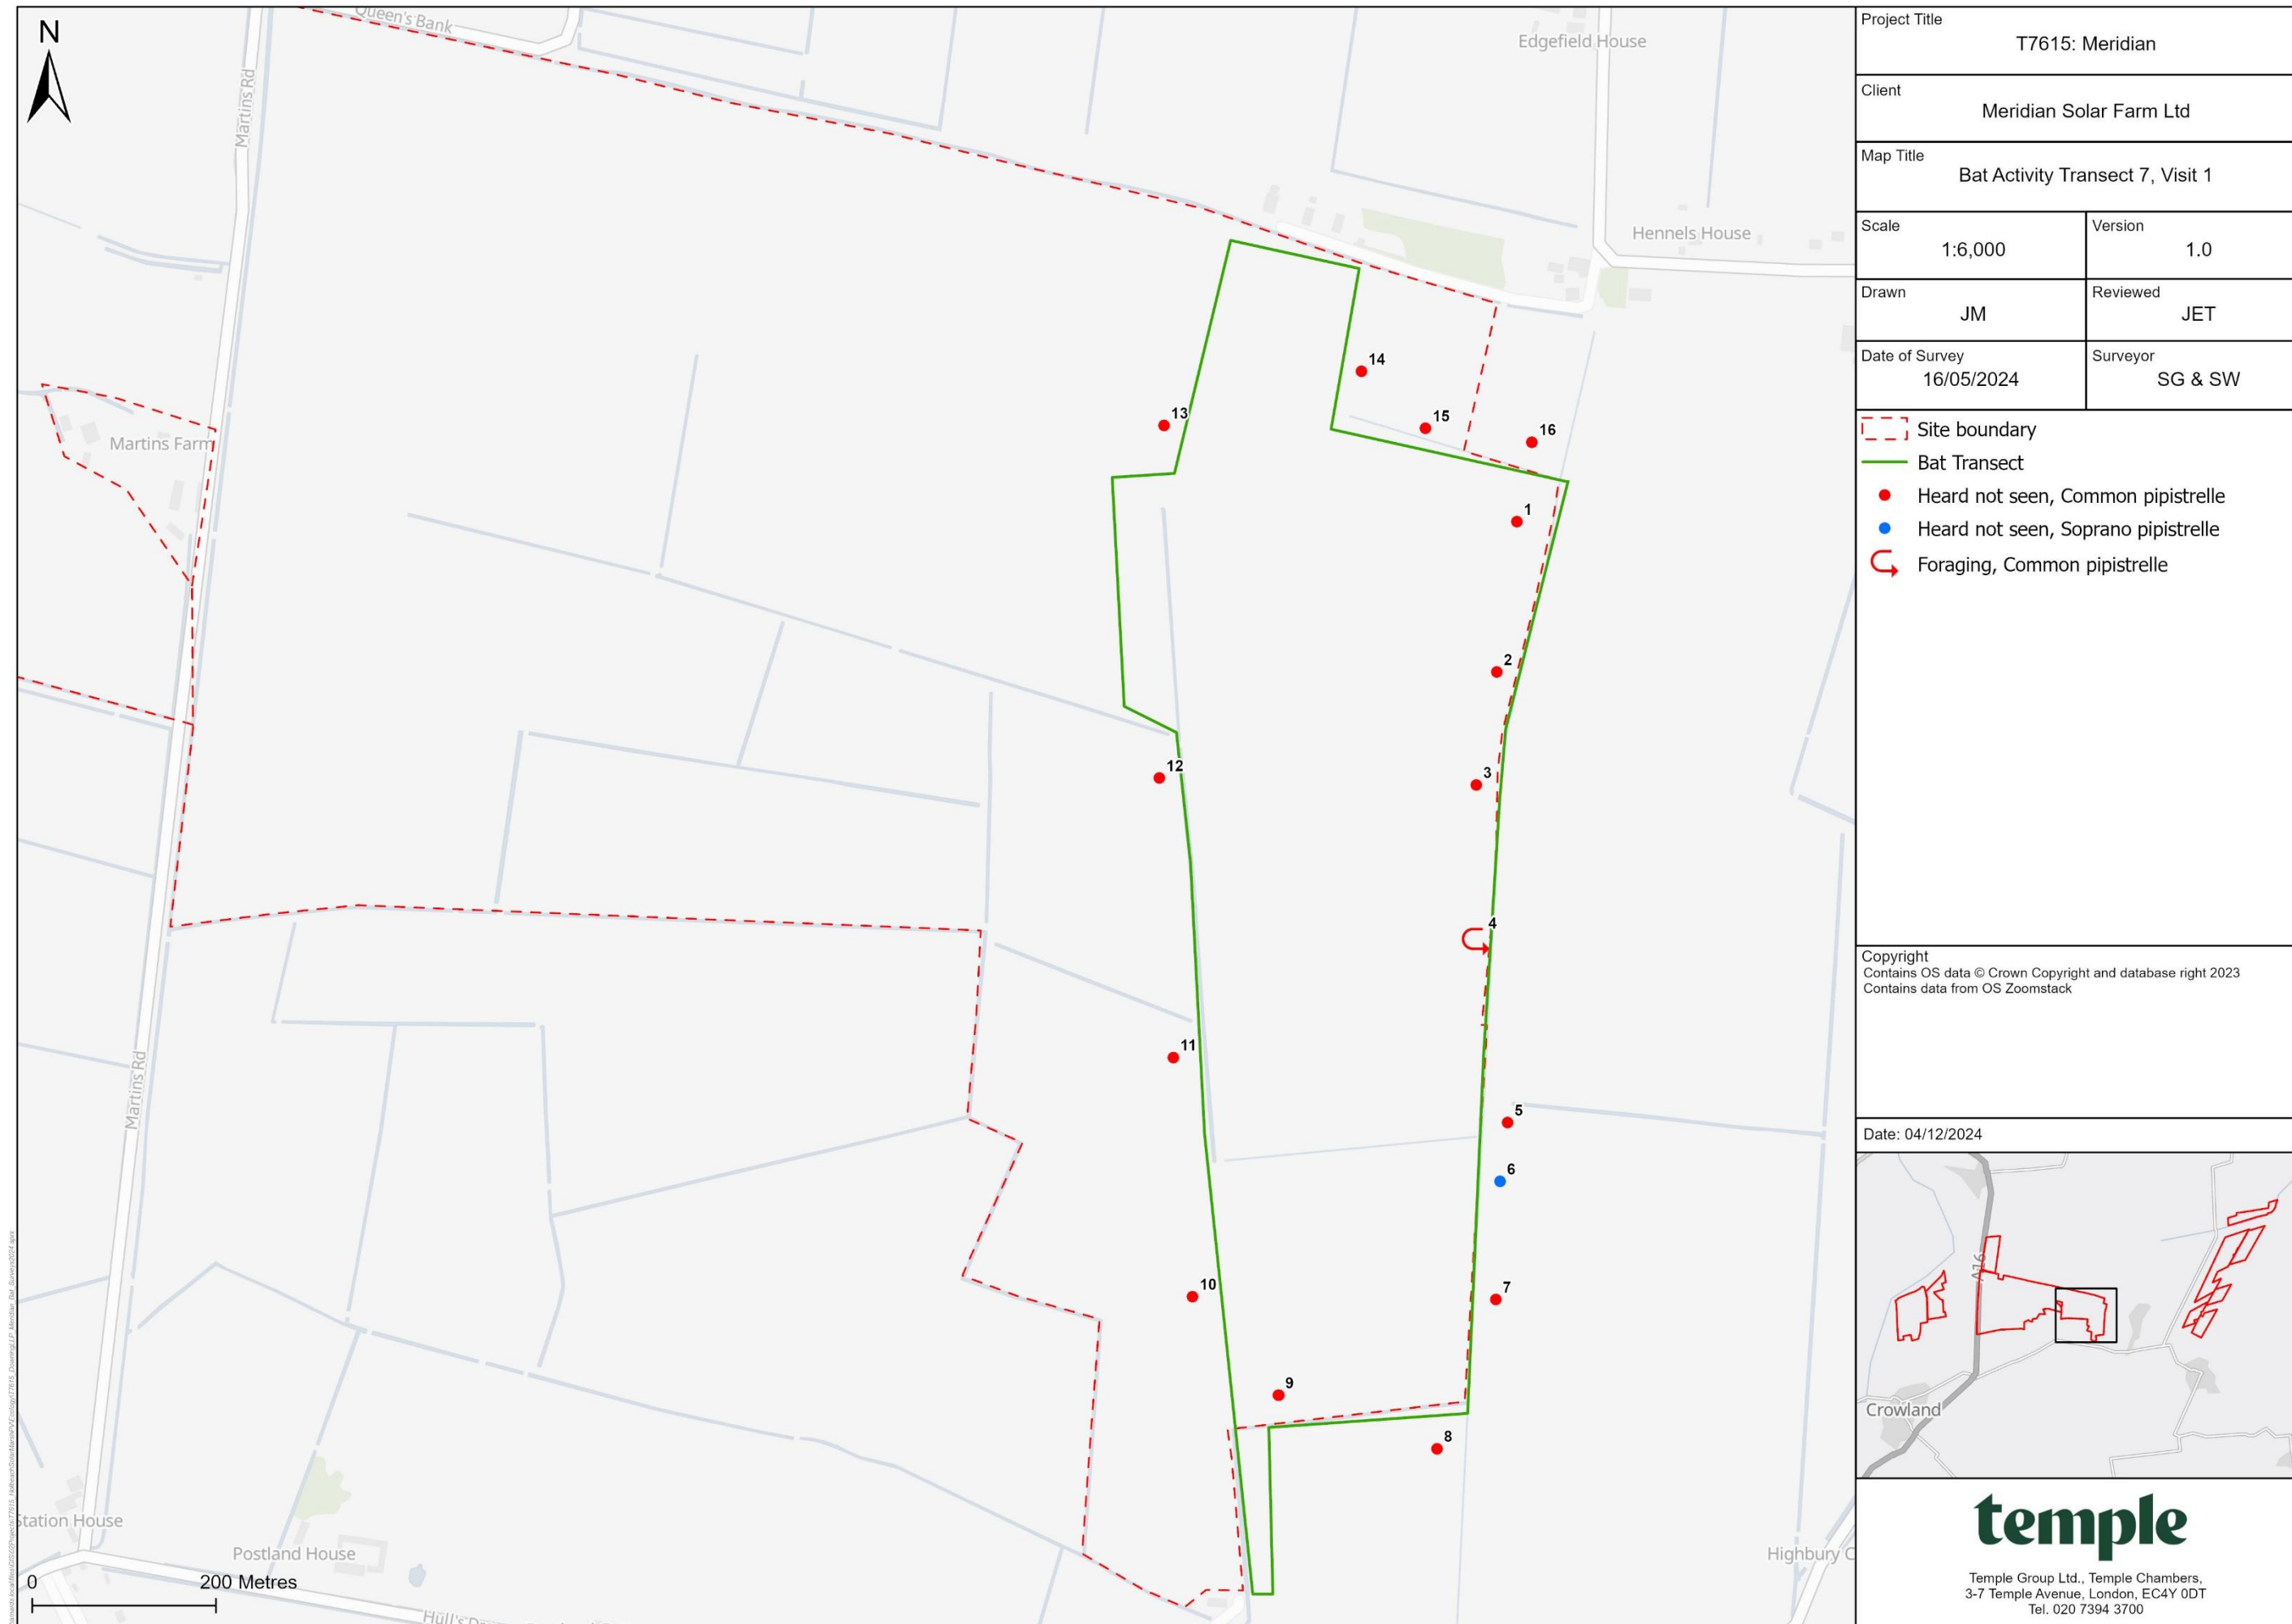 N
Queen's Bank
Edgefield House
Martins Rd
Hennels House
14
13
15
16
Martins Farm
1
2
12
3
4
11
5
Martins Rd
6
10
7
9
8
Station House
Postland House
Highbury
0 200 Metres
Project Title
T7615: Meridian
Client
Meridian Solar Farm Ltd
Map Title
Bat Activity Transect 7, Visit 1
Scale
1:6,000
Version
1.0
Drawn
JM
Reviewed
JET
Date of Survey
16/05/2024
Surveyor
SG & SW
Site boundary
Bat Transect
Heard not seen, Common pipistrelle
Heard not seen, Soprano pipistrelle
Foraging, Common pipistrelle
Copyright
Contains OS data © Crown Copyright and database right 2023
Contains data from OS Zoomstack
Date: 04/12/2024
A16
Crowland
temple
Temple Group Ltd., Temple Chambers,
3-7 Temple Avenue, London, EC4Y 0DT
Tel. 020 7394 3700